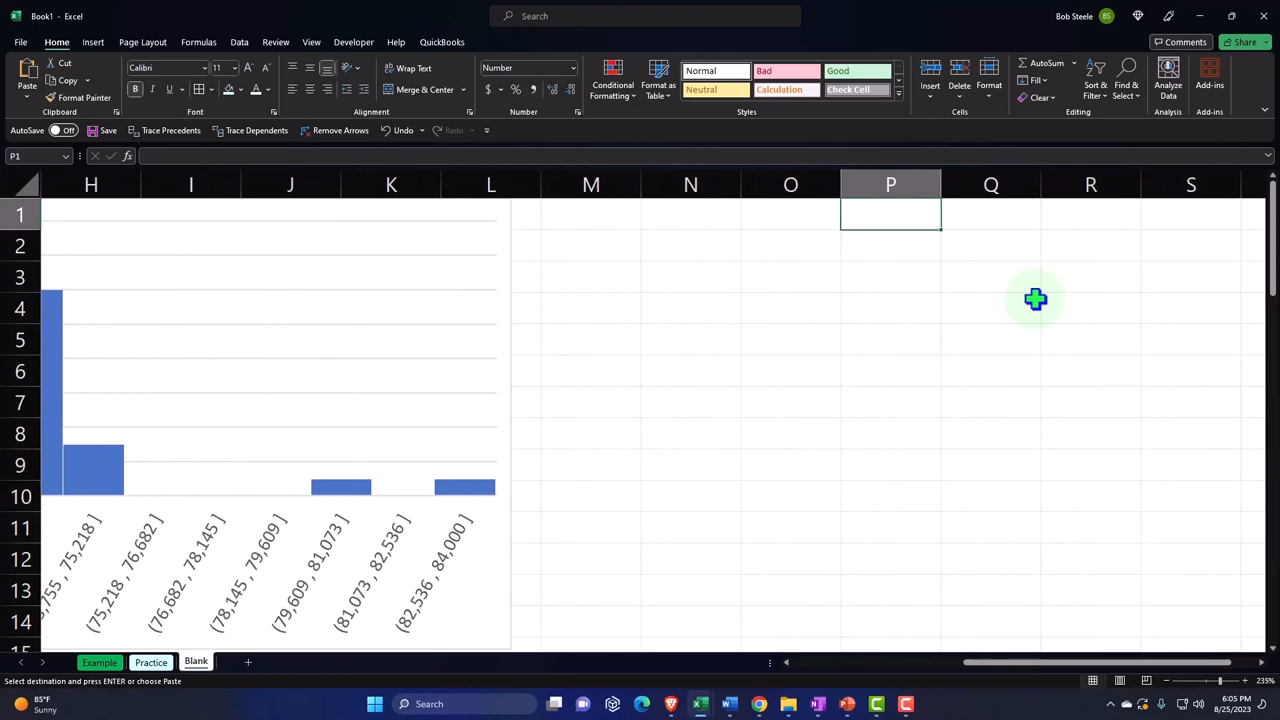 Book1 - Excel
Search
Bob Steele BS
File Home Insert Page Layout Formulas Data Review View Developer Help QuickBooks
Comments Share
Paste Cut Copy Format Painter
Calibri 11
Wrap Text
Merge & Center
Number
$ % 9
Conditional Formatting
Format as Table
Normal Bad Good
Neutral Calculation Check Cell
Insert Delete Format
AutoSum Fill Clear
Sort & Filter Find & Select
Analyze Data
Add-ins
Clipboard Font Alignment Number Styles Cells Editing Analysis Add-ins
AutoSave Off Save Trace Precedents Trace Dependents Remove Arrows Undo Redo
P1 fx
H I J K L M N O P Q R S
1
2
3
4
5
6
7
8
9
10
11
12
13
14
15
3,755 , 75,218 ]
(75,218 , 76,682 ]
(76,682 , 78,145 ]
(78,145 , 79,609 ]
(79,609 , 81,073 ]
(81,073 , 82,536 ]
(82,536 , 84,000 ]
Example Practice Blank
Select destination and press ENTER or choose Paste
235%
85°F
Sunny
Search
6:05 PM
8/25/2023